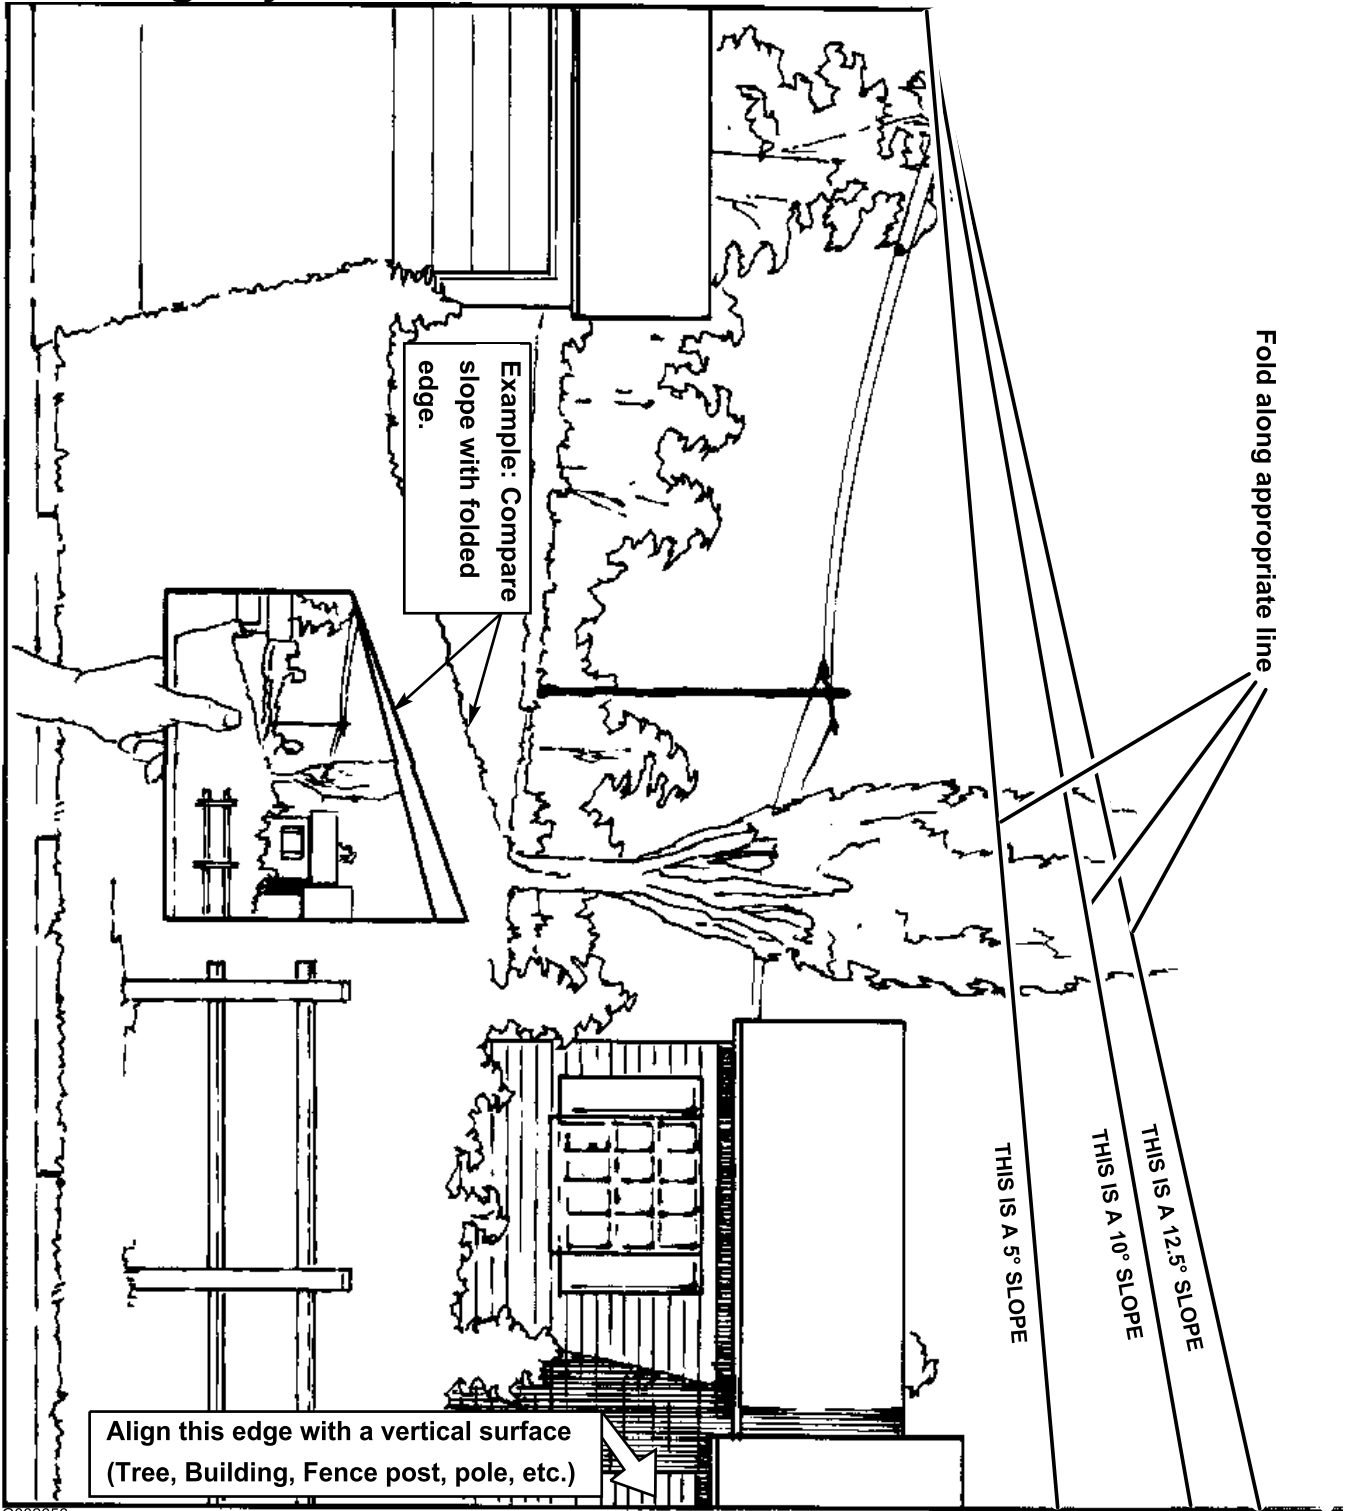 Fold along appropriate line
Example: Compare
slope with folded
edge.
THIS IS A 12.5° SLOPE
THIS IS A 10° SLOPE
THIS IS A 5° SLOPE
Align this edge with a vertical surface
(Tree, Building, Fence post, pole, etc.)